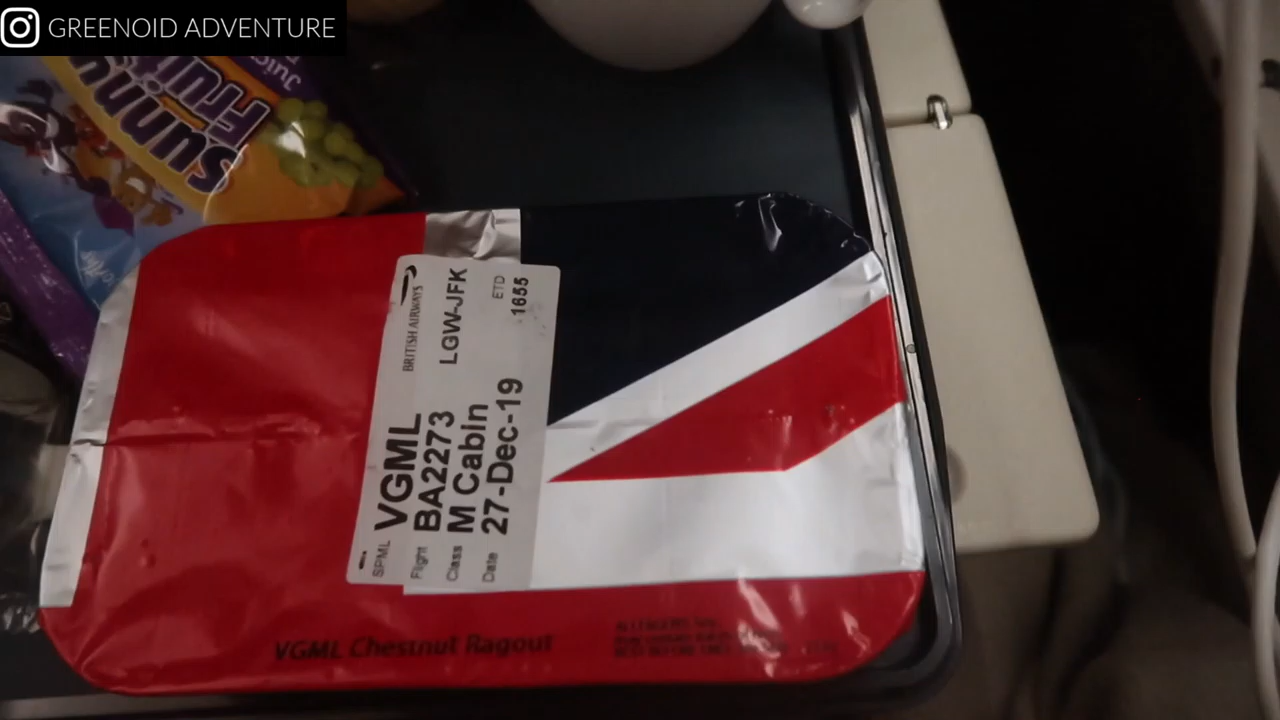 GREENOID ADVENTURE
Sunny
Fruit
BRITISH AIRWAYS
LGW-JFK
ETD
1655
SPML VGML
Flight BA2273
Class M Cabin
Date 27-Dec-19
VGML Chestnut Ragout